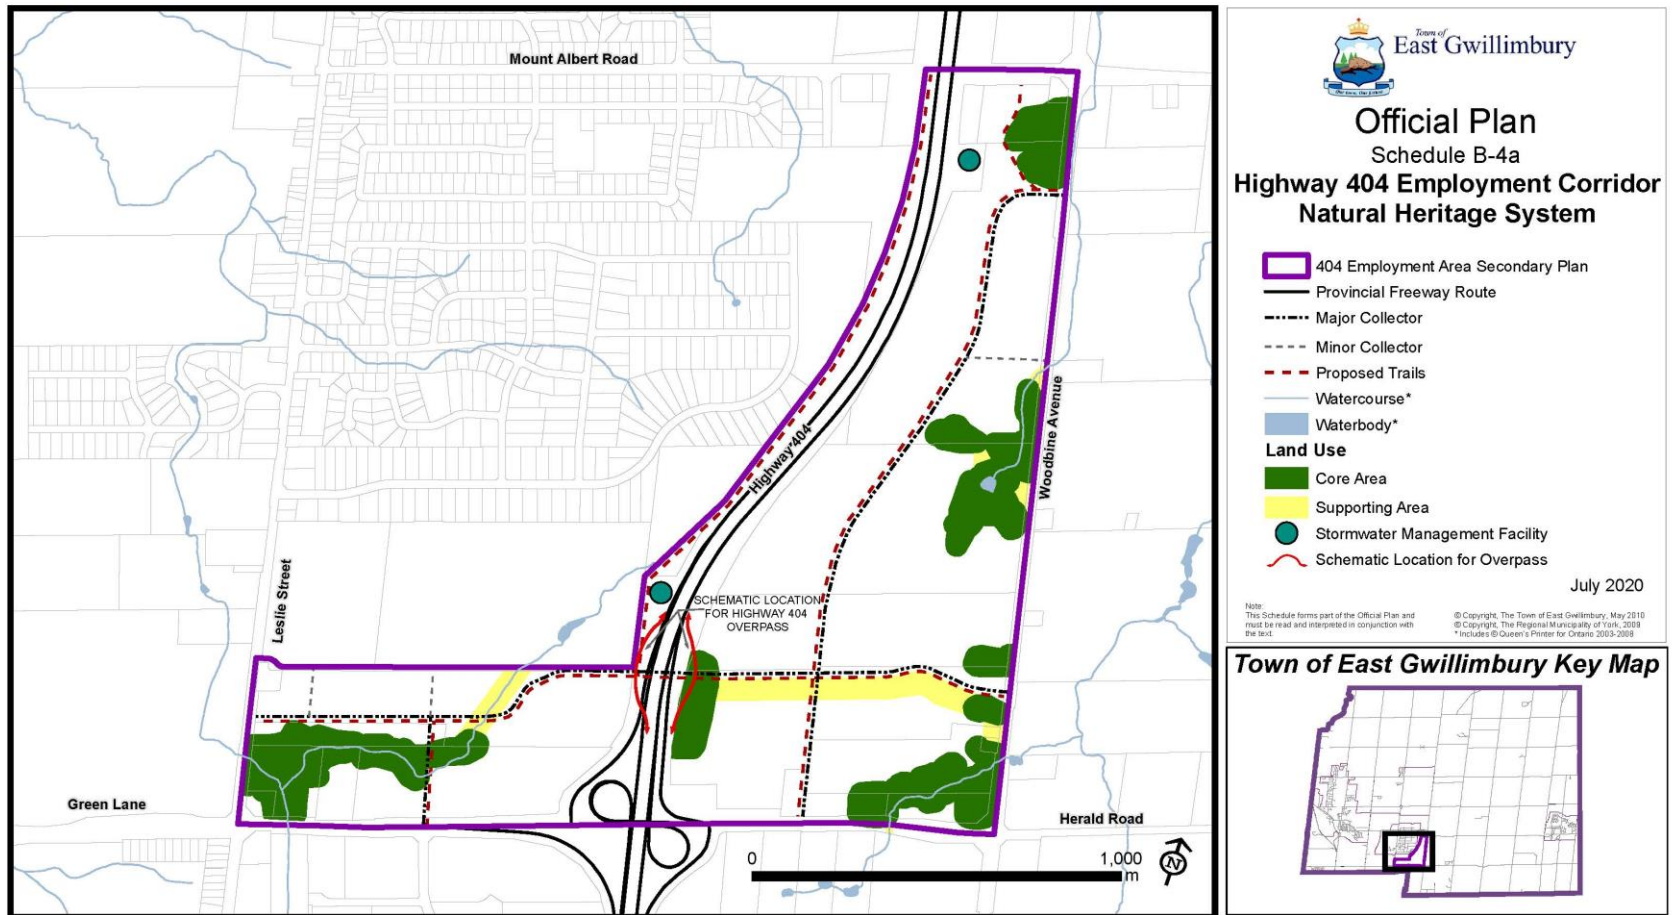 Mount Albert Road
Highway 404
Woodbine Avenue
Leslie Street
SCHEMATIC LOCATION
FOR HIGHWAY 404
OVERPASS
Green Lane
Herald Road
0
1,000
m
N
Town of
East Gwillimbury
Our town, Our future
Official Plan
Schedule B-4a
Highway 404 Employment Corridor
Natural Heritage System
404 Employment Area Secondary Plan
Provincial Freeway Route
Major Collector
Minor Collector
Proposed Trails
Watercourse*
Waterbody*
Land Use
Core Area
Supporting Area
Stormwater Management Facility
Schematic Location for Overpass
July 2020
Note:
This Schedule forms part of the Official Plan and
must be read and interpreted in conjunction with
the text.
© Copyright, The Town of East Gwillimbury, May 2010
© Copyright, The Regional Municipality of York, 2009
* Includes © Queen's Printer for Ontario 2003-2008
Town of East Gwillimbury Key Map